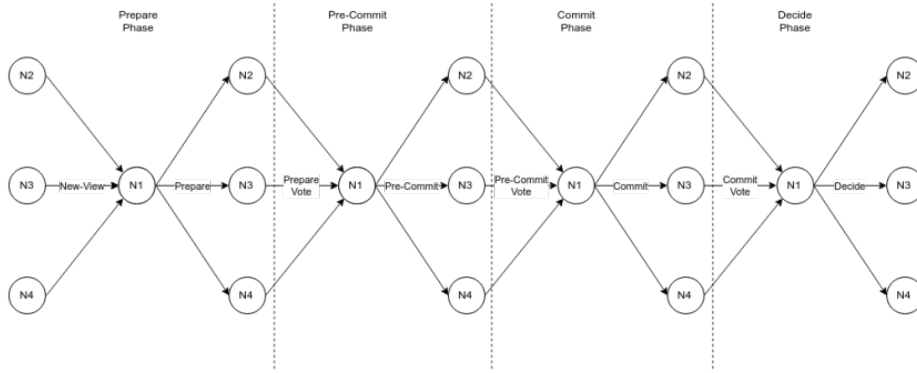 Prepare
Phase
Pre-Commit
Phase
Commit
Phase
Decide
Phase
N2
N2
N2
N2
N2
N3
New-View
N1
Prepare
N3
Prepare
Vote
N1
Pre-Commit
N3
Pre-Commit
Vote
N1
Commit
N3
Commit
Vote
N1
Decide
N3
N4
N4
N4
N4
N4